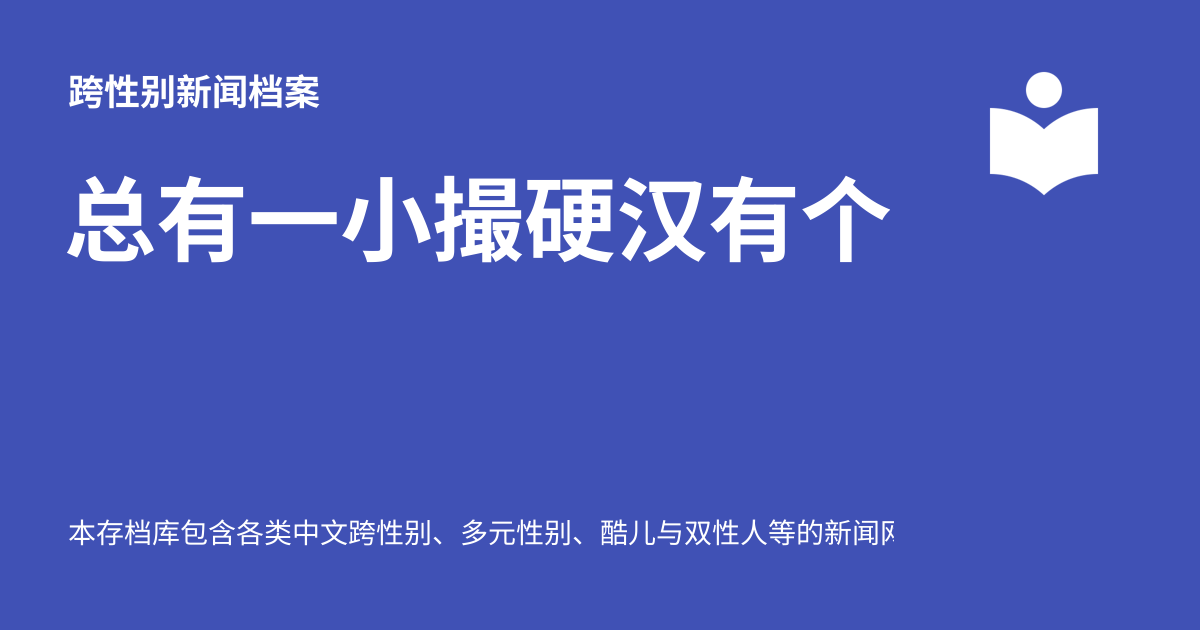 跨性别新闻档案
总有一小撮硬汉有个
本存档库包含各类中文跨性别、多元性别、酷儿与双性人等的新闻